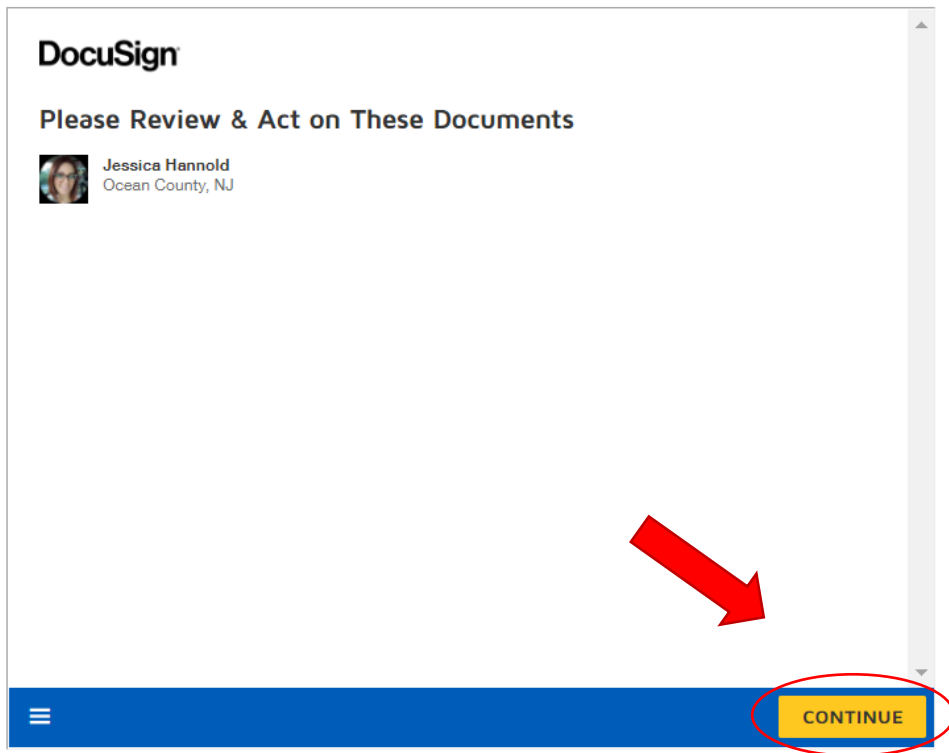 DocuSign
Please Review & Act on These Documents
Jessica Hannold
Ocean County, NJ
CONTINUE